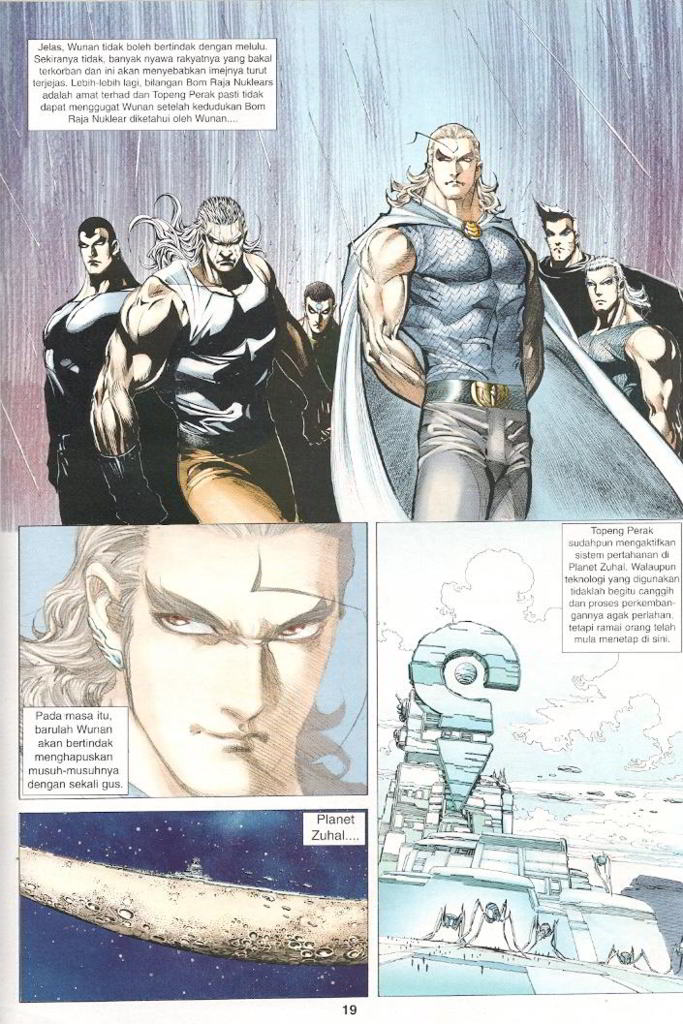 Jelas, Wunan tidak boleh bertindak dengan melulu.
Sekiranya tidak, banyak nyawa rakyatnya yang bakal
terkorban dan ini akan menyebabkan imejnya turut
terjejas. Lebih-lebih lagi, bilangan Bom Raja Nuklears
adalah amat terhad dan Topeng Perak pasti tidak
dapat menggugat Wunan setelah kedudukan Bom
Raja Nuklear diketahui oleh Wunan....
Pada masa itu,
barulah Wunan
akan bertindak
menghapuskan
musuh-musuhnya
dengan sekali gus.
Topeng Perak
sudahpun mengaktifkan
sistem pertahanan di
Planet Zuhal. Walaupun
teknologi yang digunakan
tidaklah begitu canggih
dan proses perkemban-
gannya agak perlahan,
tetapi ramai orang telah
mula menetap di sini.
Planet
Zuhal....
19